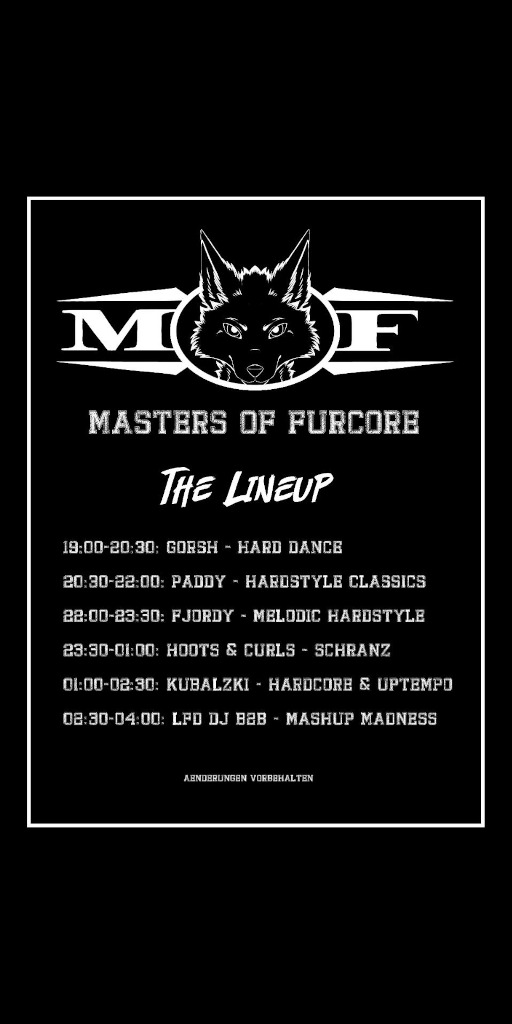 M F
MASTERS OF FURCORE
THE LINEUP
19:00-20:30: GORSH - HARD DANCE
20:30-22:00: PADDY - HARDSTYLE CLASSICS
22:00-23:30: FJORDY - MELODIC HARDSTYLE
23:30-01:00: HOOTS & CURLS - SCHRANZ
01:00-02:30: KUBALZKI - HARDCORE & UPTEMPO
02:30-04:00: LFD DJ B2B - MASHUP MADNESS
AENDERUNGEN VORBEHALTEN